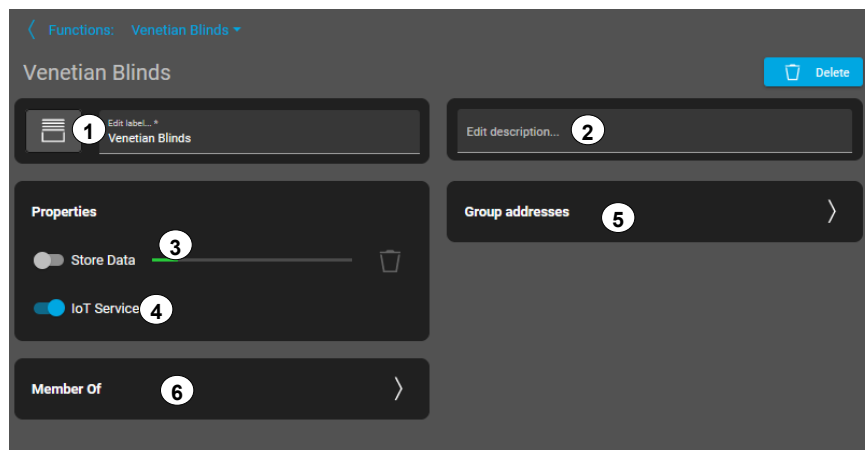 Functions: Venetian Blinds
Venetian Blinds
Delete
1
Edit label... *
Venetian Blinds
Edit description...
2
Properties
Store Data
3
IoT Service
4
Group addresses
5
Member Of
6